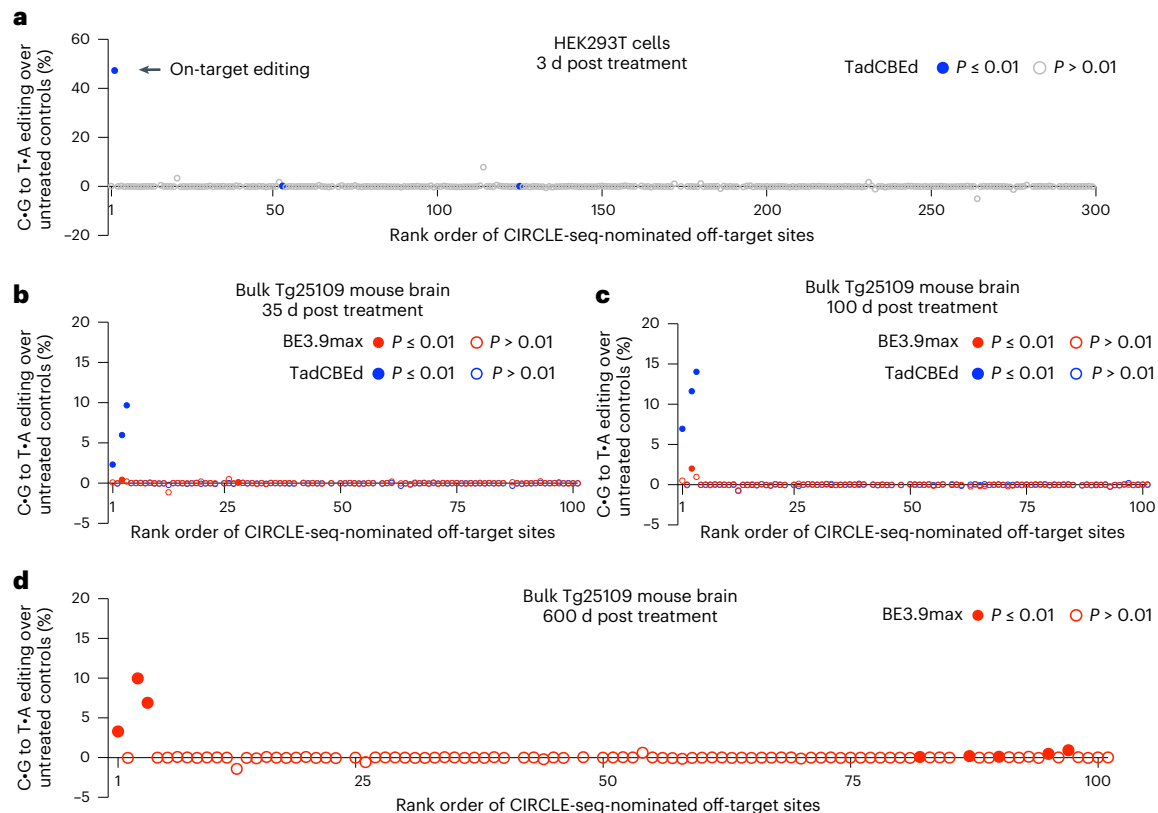 a
C•G to T•A editing over
untreated controls (%)
60
40
20
0
–20
HEK293T cells
3 d post treatment
On-target editing
TadCBEd P ≤ 0.01 P > 0.01
1 50 100 150 200 250 300
Rank order of CIRCLE-seq-nominated off-target sites
b
C•G to T•A editing over
untreated controls (%)
20
15
10
5
0
–5
Bulk Tg25109 mouse brain
35 d post treatment
BE3.9max P ≤ 0.01 P > 0.01
TadCBEd P ≤ 0.01 P > 0.01
1 25 50 75 100
Rank order of CIRCLE-seq-nominated off-target sites
c
C•G to T•A editing over
untreated controls (%)
20
15
10
5
0
–5
Bulk Tg25109 mouse brain
100 d post treatment
BE3.9max P ≤ 0.01 P > 0.01
TadCBEd P ≤ 0.01 P > 0.01
1 25 50 75 100
Rank order of CIRCLE-seq-nominated off-target sites
d
C•G to T•A editing over
untreated controls (%)
20
15
10
5
0
–5
Bulk Tg25109 mouse brain
600 d post treatment
BE3.9max P ≤ 0.01 P > 0.01
1 25 50 75 100
Rank order of CIRCLE-seq-nominated off-target sites